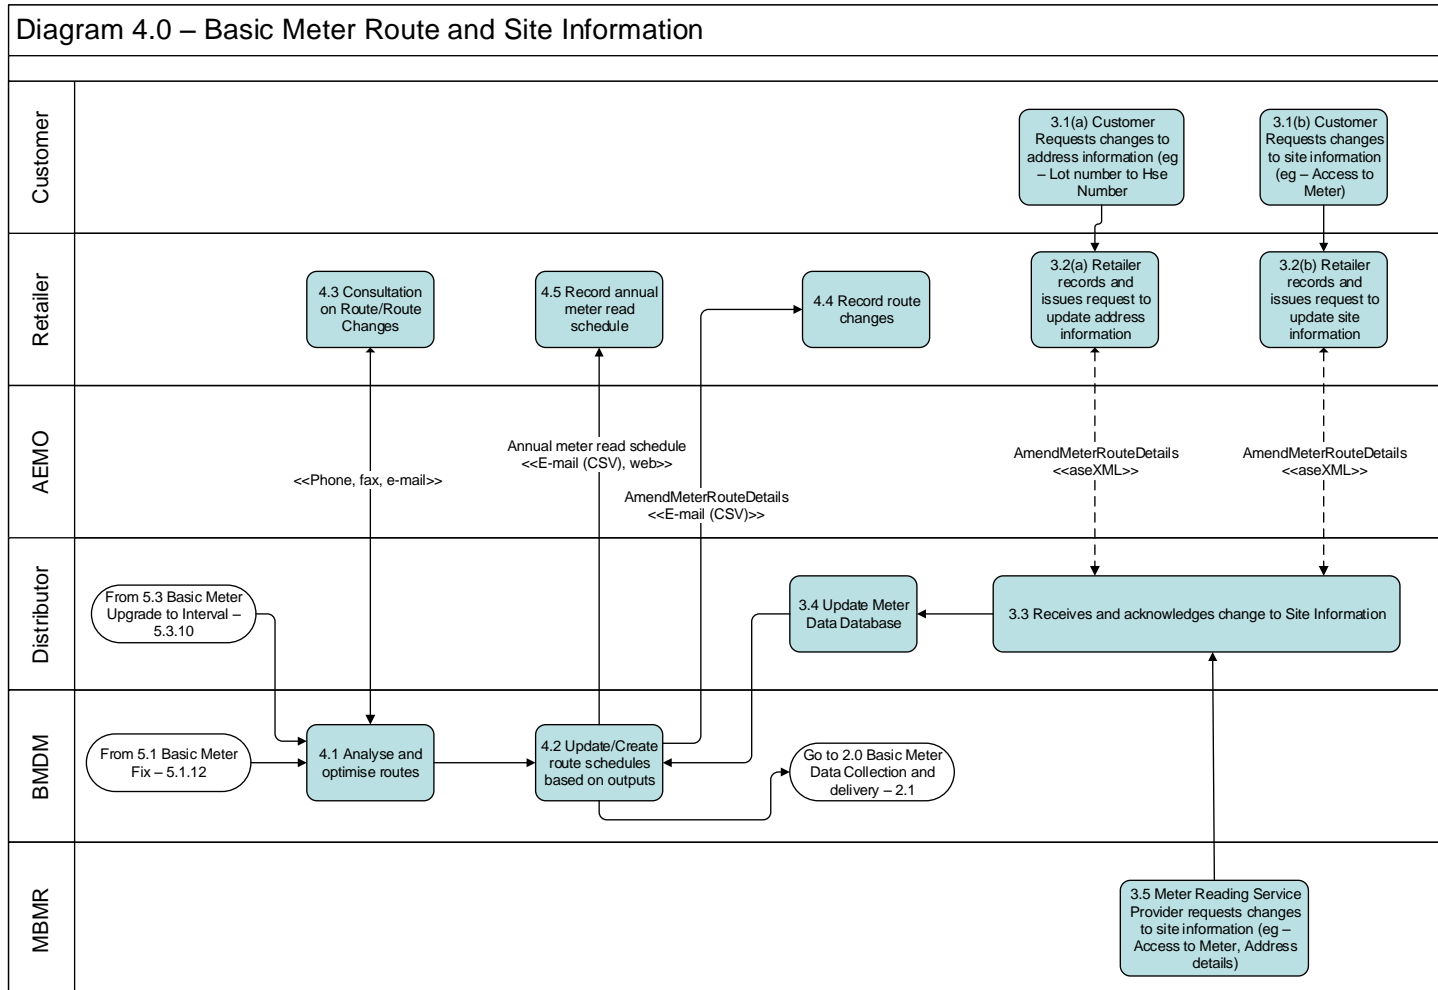 Diagram 4.0 – Basic Meter Route and Site Information
Customer
3.1(a) Customer
Requests changes to
address information (eg
– Lot number to Hse
Number
3.1(b) Customer
Requests changes
to site information
(eg – Access to
Meter)
Retailer
4.3 Consultation
on Route/Route
Changes
4.5 Record annual
meter read
schedule
4.4 Record route
changes
3.2(a) Retailer
records and
issues request to
update address
information
3.2(b) Retailer
records and
issues request to
update site
information
AEMO
<<Phone, fax, e-mail>>
Annual meter read schedule
<<E-mail (CSV), web>>
AmendMeterRouteDetails
<<E-mail (CSV)>>
AmendMeterRouteDetails
<<aseXML>>
AmendMeterRouteDetails
<<aseXML>>
Distributor
From 5.3 Basic Meter
Upgrade to Interval –
5.3.10
3.4 Update Meter
Data Database
3.3 Receives and acknowledges change to Site Information
BMDM
From 5.1 Basic Meter
Fix – 5.1.12
4.1 Analyse and
optimise routes
4.2 Update/Create
route schedules
based on outputs
Go to 2.0 Basic Meter
Data Collection and
delivery – 2.1
MBMR
3.5 Meter Reading Service
Provider requests changes
to site information (eg –
Access to Meter, Address
details)